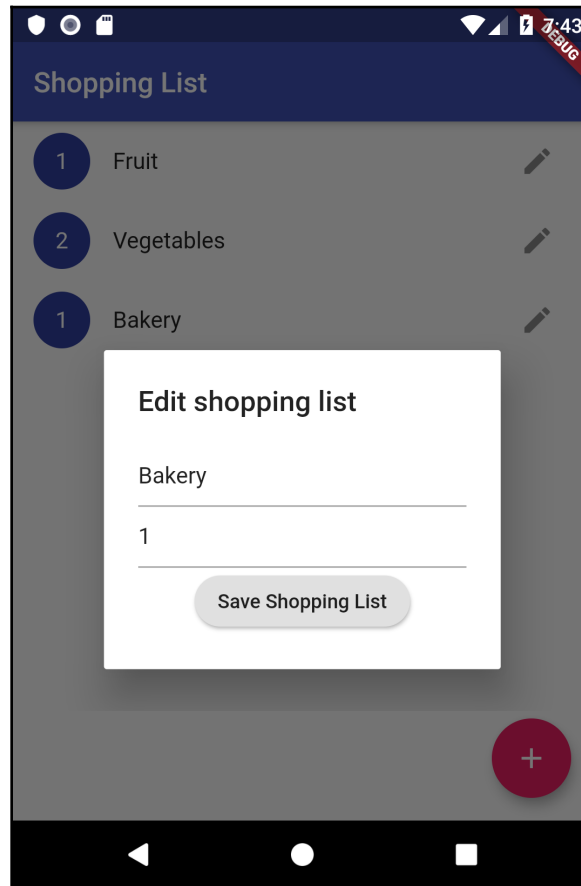 7:43
DEBUG
Shopping List
1 Fruit
2 Vegetables
1 Bakery
Edit shopping list
Bakery
1
Save Shopping List
+